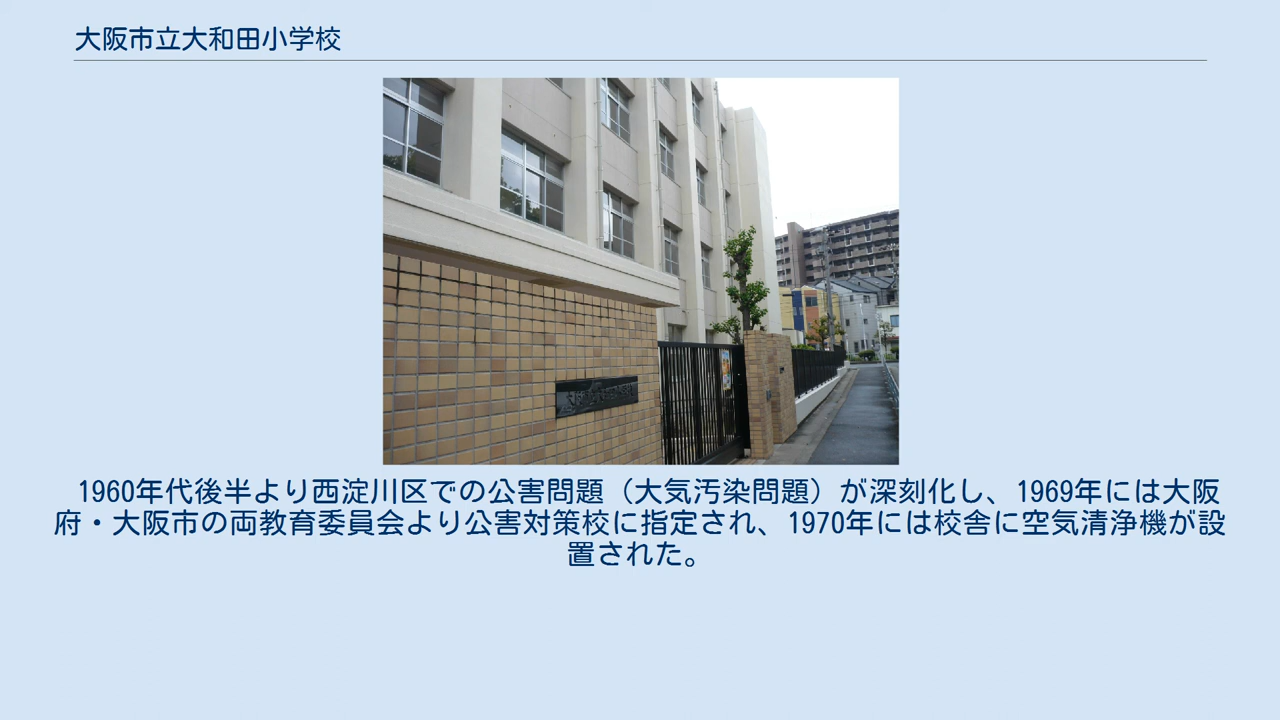 大阪市立大和田小学校
1960年代後半より西淀川区での公害問題（大気汚染問題）が深刻化し、1969年には大阪
府・大阪市の両教育委員会より公害対策校に指定され、1970年には校舎に空気清浄機が設
置された。